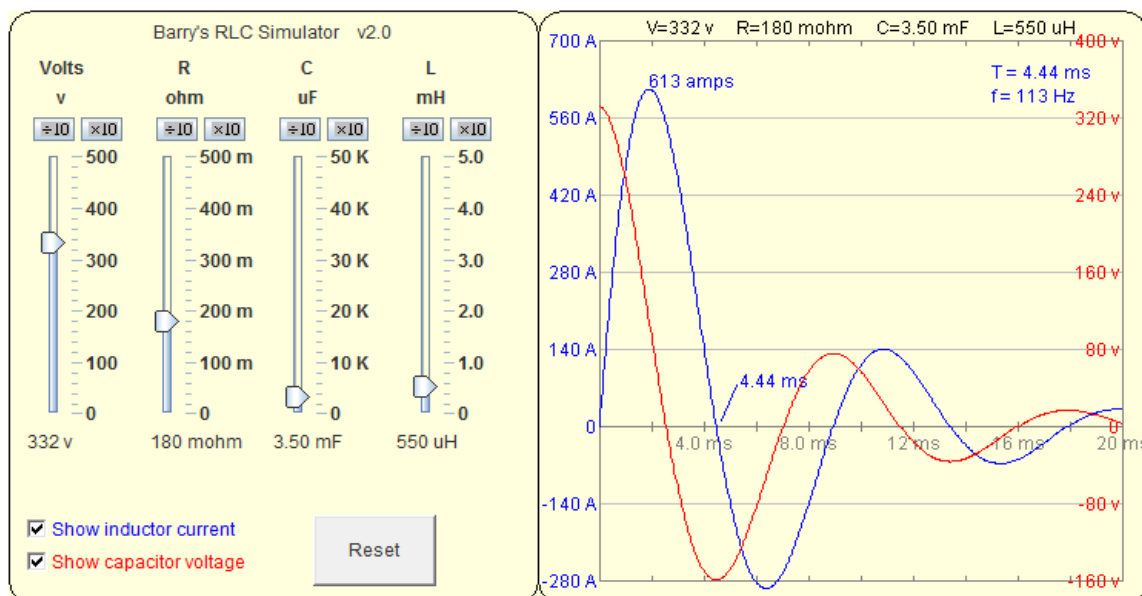 Barry's RLC Simulator v2.0
Volts R C L
v ohm uF mH
÷10 ×10 ÷10 ×10 ÷10 ×10 ÷10 ×10
500 500 m 50 K 5.0
400 400 m 40 K 4.0
300 300 m 30 K 3.0
200 200 m 20 K 2.0
100 100 m 10 K 1.0
0 0 0 0
332 v 180 mohm 3.50 mF 550 uH
Show inductor current
Show capacitor voltage
Reset
V=332 v R=180 mohm C=3.50 mF L=550 uH
700 A 400 v
613 amps T = 4.44 ms
f = 113 Hz
560 A 320 v
420 A 240 v
280 A 160 v
140 A 80 v
4.44 ms
0 0
4.0 ms 8.0 ms 12 ms 16 ms 20 ms
-140 A -80 v
-280 A -160 v